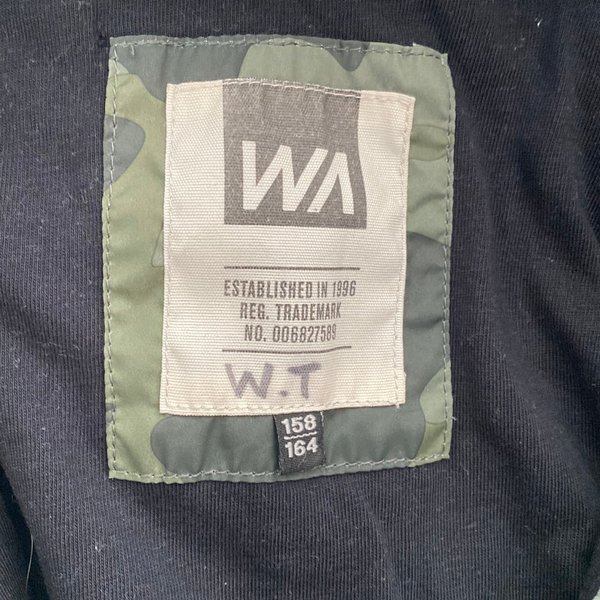 WA
ESTABLISHED IN 1996
REG. TRADEMARK
NO. 006827589
W.T
158
164